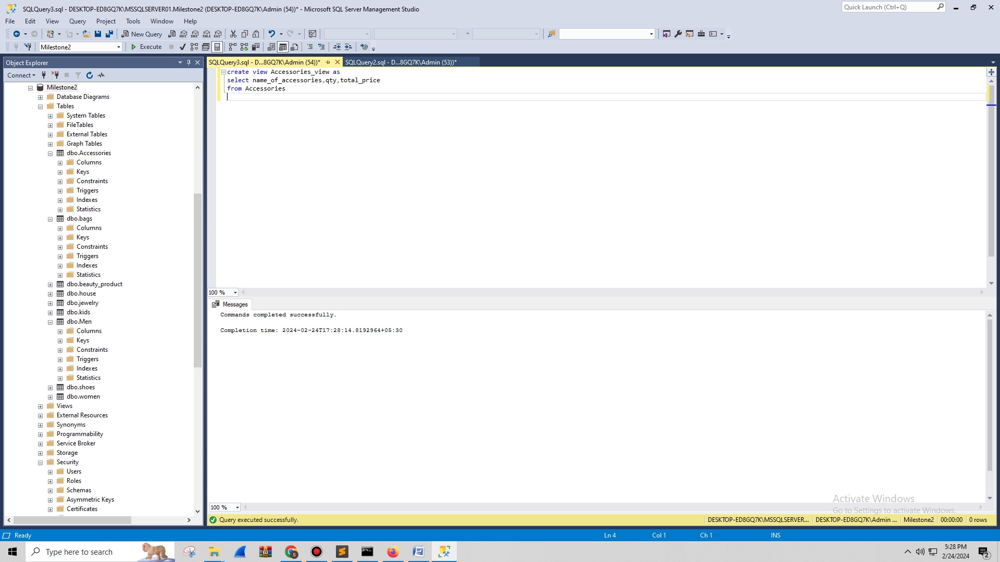 SQLQuery3.sql - DESKTOP-ED8GQ7K\MSSQLSERVER01.Milestone2 (DESKTOP-ED8GQ7K\Admin (54))* - Microsoft SQL Server Management Studio
Quick Launch (Ctrl+Q)
File Edit View Query Project Tools Window Help
New Query
MDX DMX XMLA DAX
Milestone2
Execute
Object Explorer
SQLQuery3.sql - D...8GQ7K\Admin (54))*
SQLQuery2.sql - D...8GQ7K\Admin (53))*
Connect
Milestone2
Database Diagrams
Tables
System Tables
FileTables
External Tables
Graph Tables
dbo.Accessories
Columns
Keys
Constraints
Triggers
Indexes
Statistics
dbo.bags
Columns
Keys
Constraints
Triggers
Indexes
Statistics
dbo.beauty_product
dbo.house
dbo.jewelry
dbo.kids
dbo.Men
Columns
Keys
Constraints
Triggers
Indexes
Statistics
dbo.shoes
dbo.women
Views
External Resources
Synonyms
Programmability
Service Broker
Storage
Security
Users
Roles
Schemas
Asymmetric Keys
Certificates
create view Accessories_view as
select name_of_accessories,qty,total_price
from Accessories
100 %
Messages
Commands completed successfully.
Completion time: 2024-02-24T17:28:14.8192964+05:30
Activate Windows
Go to Settings to activate Windows.
100 %
Query executed successfully.
DESKTOP-ED8GQ7K\MSSQLSERVER... DESKTOP-ED8GQ7K\Admin ... Milestone2 00:00:00 0 rows
Ready
Ln 4 Col 1 Ch 1 INS
Type here to search
5:28 PM
2/24/2024
2